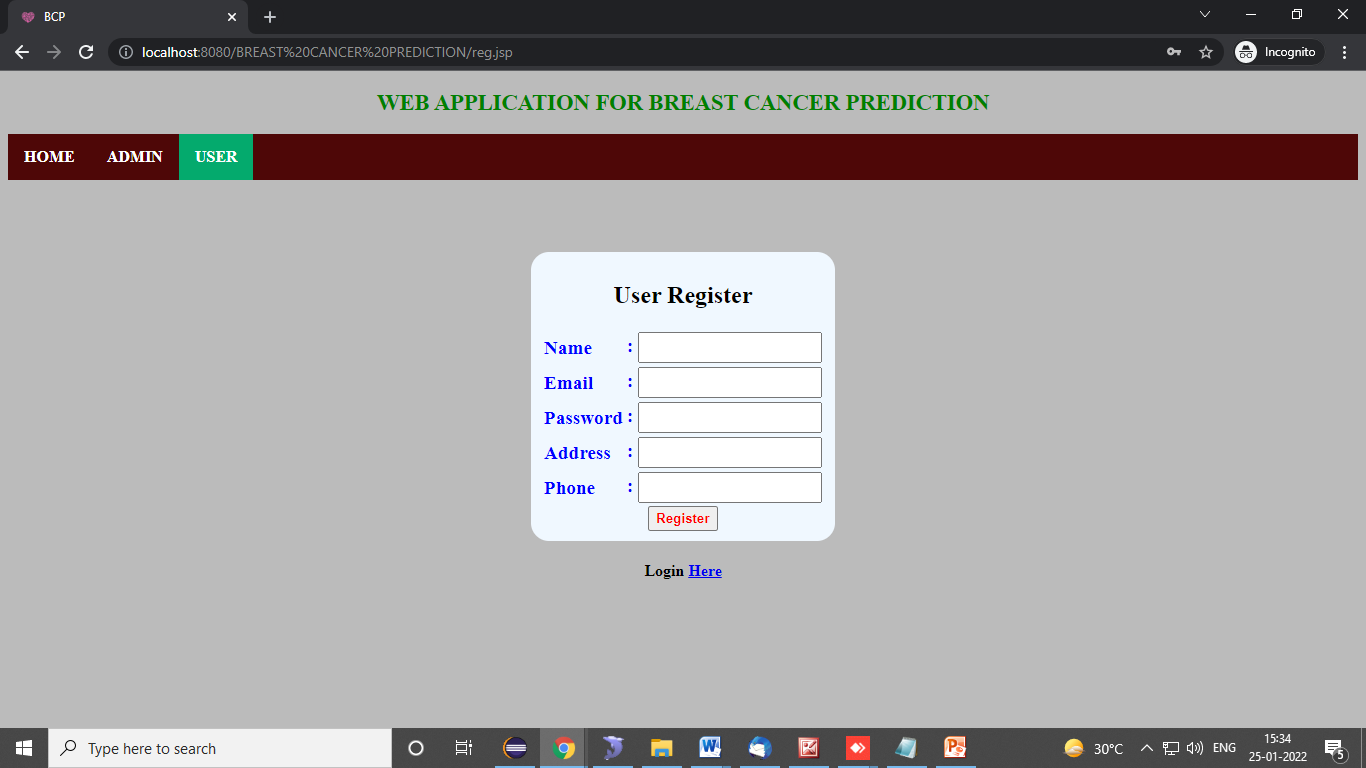 BCP
localhost:8080/BREAST%20CANCER%20PREDICTION/reg.jsp
Incognito
WEB APPLICATION FOR BREAST CANCER PREDICTION
HOME ADMIN USER
User Register
Name :
Email :
Password :
Address :
Phone :
Register
Login Here
Type here to search
30°C
ENG
15:34
25-01-2022
5